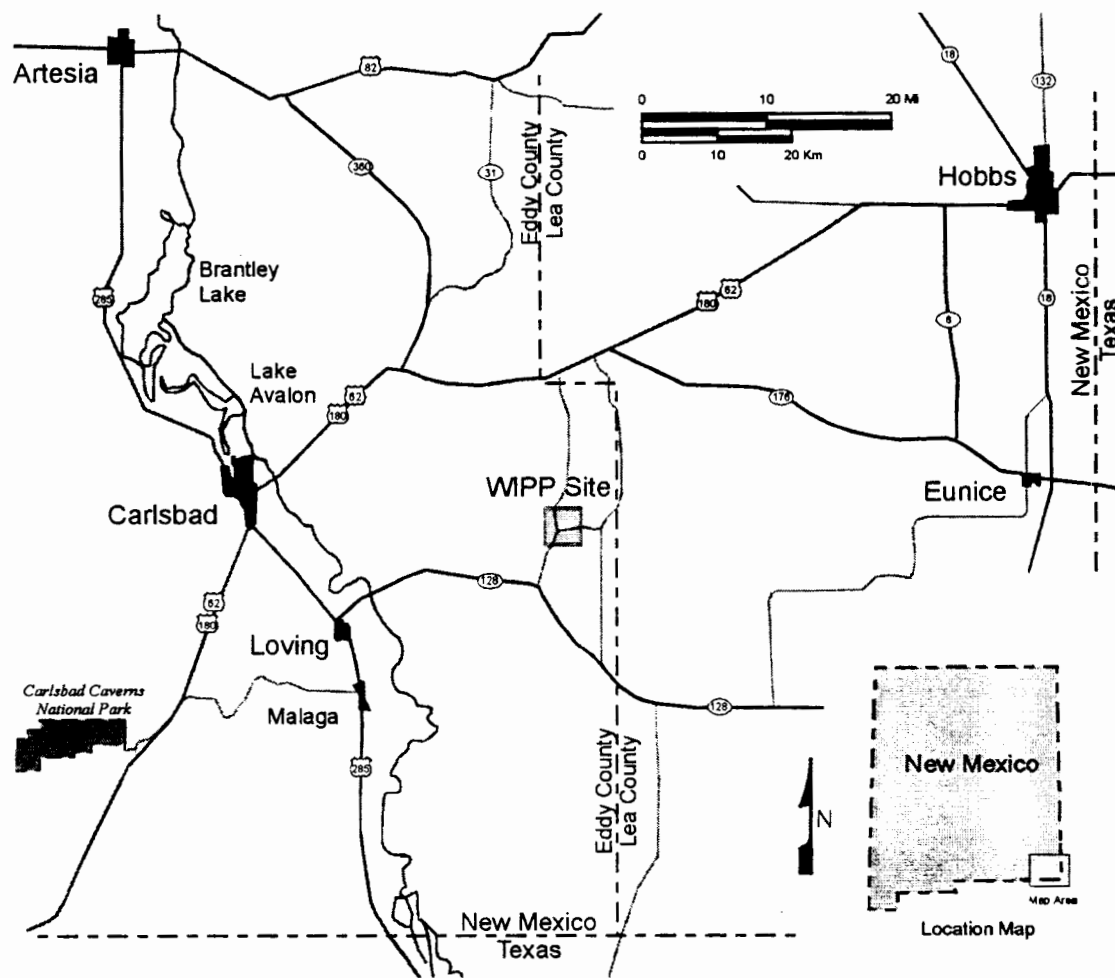 Artesia
82
18
132
0 10 20 Mi
0 10 20 Km
360
31
Eddy County
Lea County
Hobbs
Brantley
Lake
285
62
180
8
18
New Mexico
Texas
Lake
Avalon
62
180
176
WIPP Site
Eunice
Carlsbad
128
62
180
Loving
Carlsbad Caverns
National Park
Malaga
128
285
Eddy County
Lea County
N
New Mexico
Map Area
Location Map
New Mexico
Texas